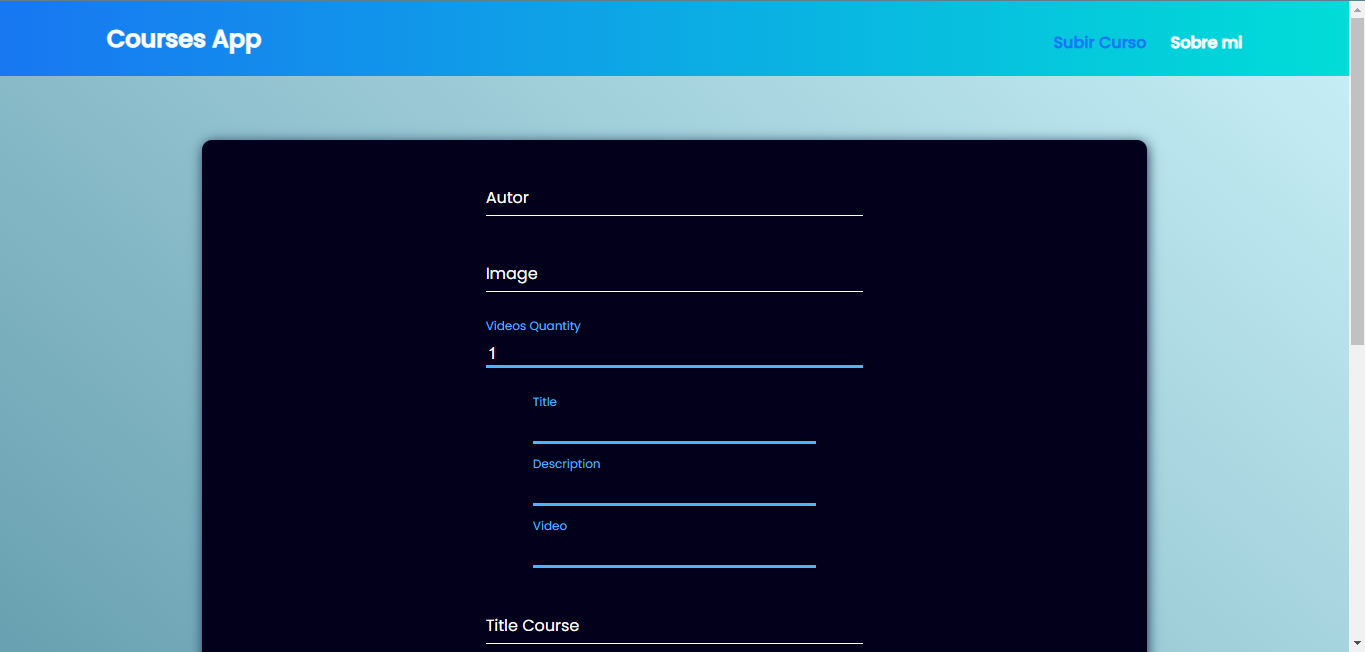 Courses App
Subir Curso Sobre mi
Autor
Image
Videos Quantity
1
Title
Description
Video
Title Course